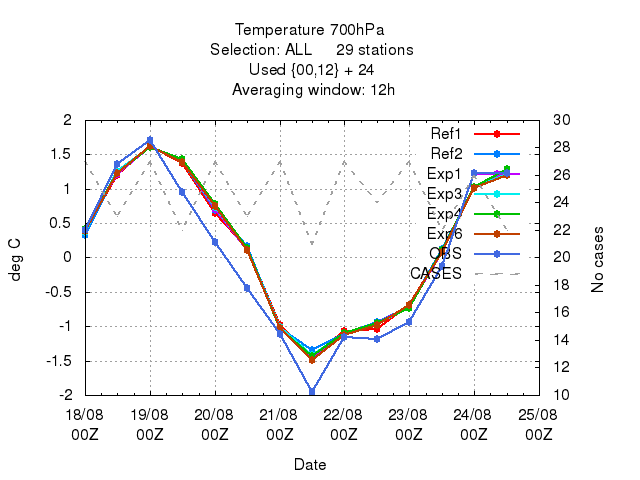 Temperature 700hPa
Selection: ALL 29 stations
Used {00,12} + 24
Averaging window: 12h
2
1.5
1
0.5
0
-0.5
-1
-1.5
-2
deg C
30
28
26
24
22
20
18
16
14
12
10
No cases
Ref1
Ref2
Exp1
Exp3
Exp4
Exp6
OBS
CASES
18/08 19/08 20/08 21/08 22/08 23/08 24/08 25/08
00Z 00Z 00Z 00Z 00Z 00Z 00Z 00Z
Date